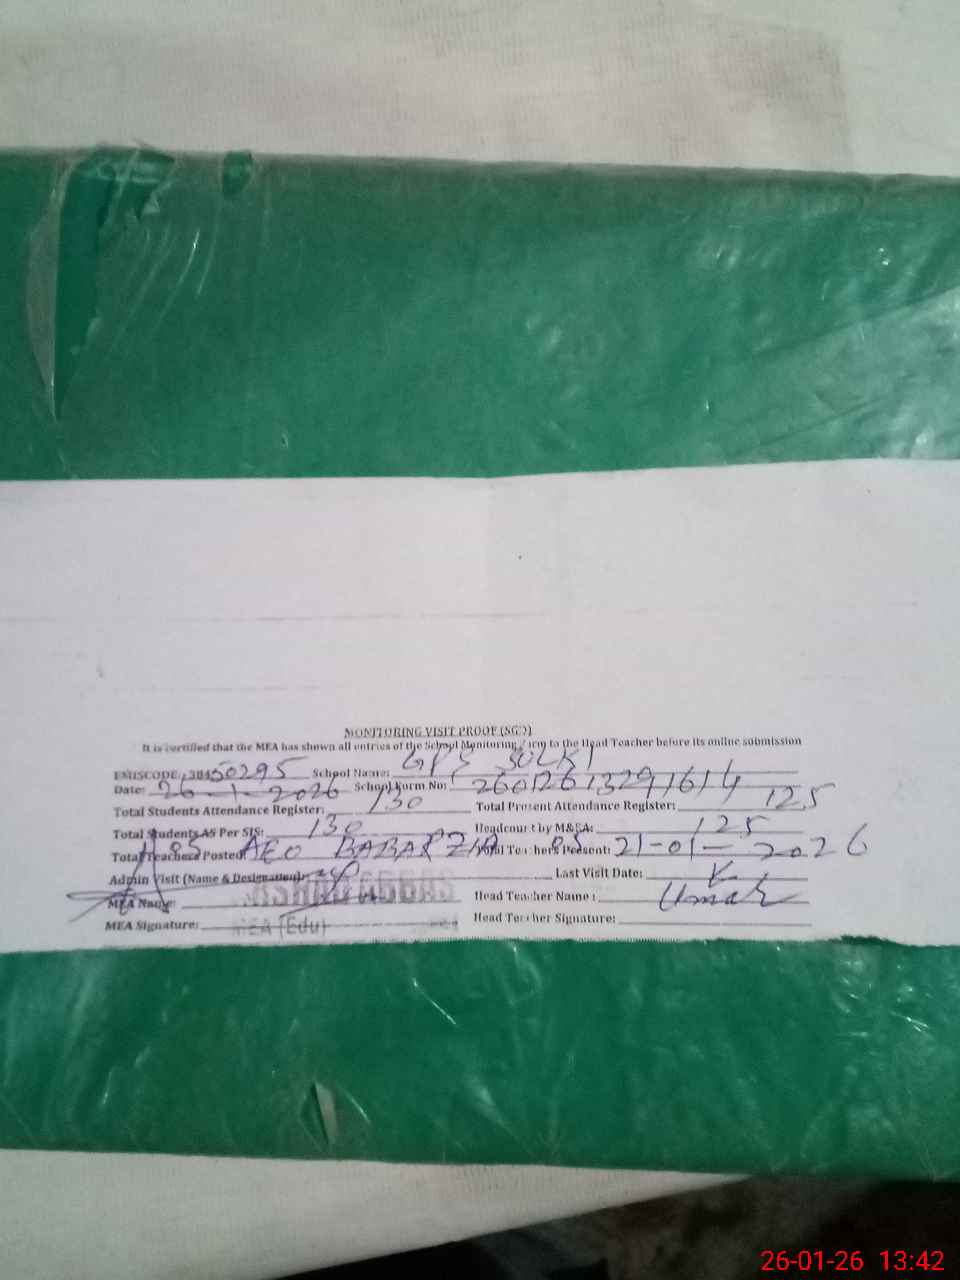 MONITORING VISIT PROOF (SG)
It is certified that the MEA has shown all entries of the School Monitoring Form to the Head Teacher before its online submission
EMISCODE: 38450295 School Name: GPS SOLKI
Date: 26-1-2026 School Form No: 26012613291614
Total Students Attendance Register: 130 Total Present Attendance Register: 125
Total Students AS Per SIS: 130 Headcount by M&EA: 125
Total Teachers Posted: 05 Total Teachers Present: 05
Admin Visit (Name & Designation): AEO BABAR ZIA Last Visit Date: 21-01-2026
MEA Name: Head Teacher Name: Umar
MEA Signature: MEA (Edu) Head Teacher Signature:
26-01-26 13:42